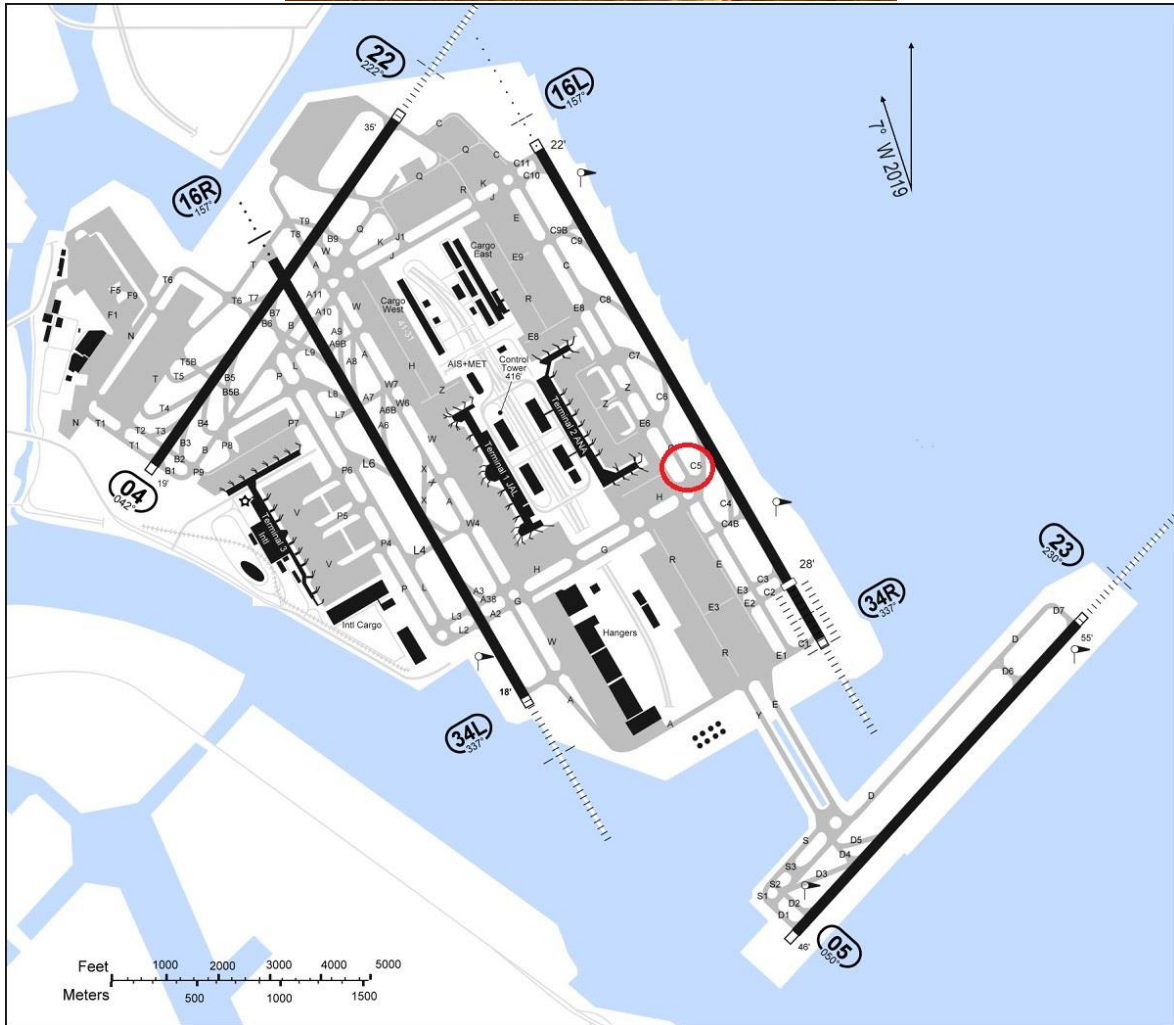 22
222°
16L
157°
35'
22'
7° W 2019
C
Q
C
C11
C10
Q
R
K
J
16R
157°
T9
T8
B9
W
Q
K
J1
J
E
C9B
C9
A
Cargo
East
E9
C
T
T6
F5
F9
F1
N
T6
T7
B7
B6
B
A11
A10
W
Cargo
West
R
C8
E8
A9
A9B
A
41-31
E8
L9
A8
AIS+MET
Control
Tower
416'
C7
T5B
T5
T
B5
B5B
P
L
H
Z
Z
Z
C6
L8
A7
W7
W6
A6B
A6
L7
Terminal 2 ANA
E6
N
T1
T4
T2
T3
T1
B4
B3
B2
B1
B
P8
P9
P7
W
Terminal 1 JAL
C5
04
042°
19'
L6
P6
X
X
A
H
C4
C4B
Terminal 3
Intl
V
V
P5
P4
W4
L4
G
R
E
28'
23
230°
P
L
A3
A38
A2
L3
L2
H
G
C3
E3
C2
E2
34R
337°
Intl Cargo
Hangers
E3
R
C1
E1
D7
55'
D
D6
W
18'
A
34L
337°
A
Y
E
D
S
D5
D4
S3
D3
S2
S1
D2
D1
46'
05
050°
Feet
1000
2000
3000
4000
5000
Meters
500
1000
1500